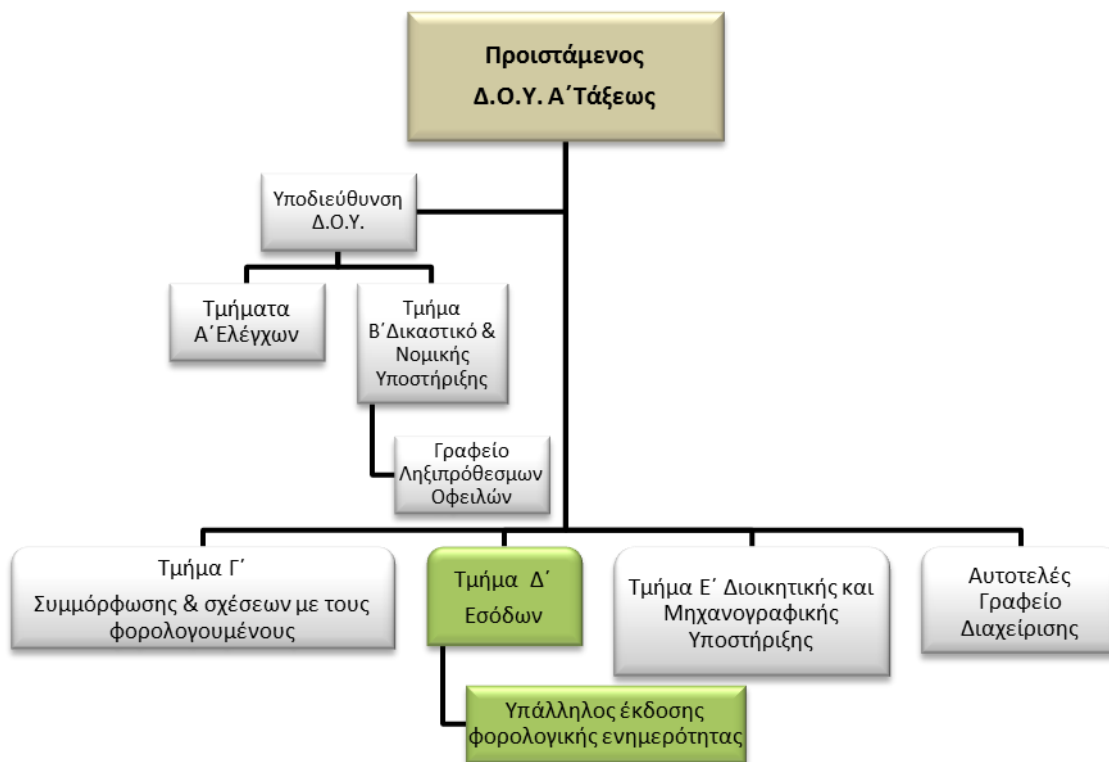 Προιστάμενος
Δ.Ο.Υ. Α΄Τάξεως
Υποδιεύθυνση
Δ.Ο.Υ.
Τμήματα
Α΄Ελέγχων
Τμήμα
Β΄Δικαστικό &
Νομικής
Υποστήριξης
Γραφείο
Ληξιπρόθεσμων
Οφειλών
Τμήμα Γ΄
Συμμόρφωσης & σχέσεων με τους
φορολογουμένους
Τμήμα Δ΄
Εσόδων
Τμήμα Ε΄ Διοικητικής και
Μηχανογραφικής
Υποστήριξης
Αυτοτελές
Γραφείο
Διαχείρισης
Υπάλληλος έκδοσης
φορολογικής ενημερότητας